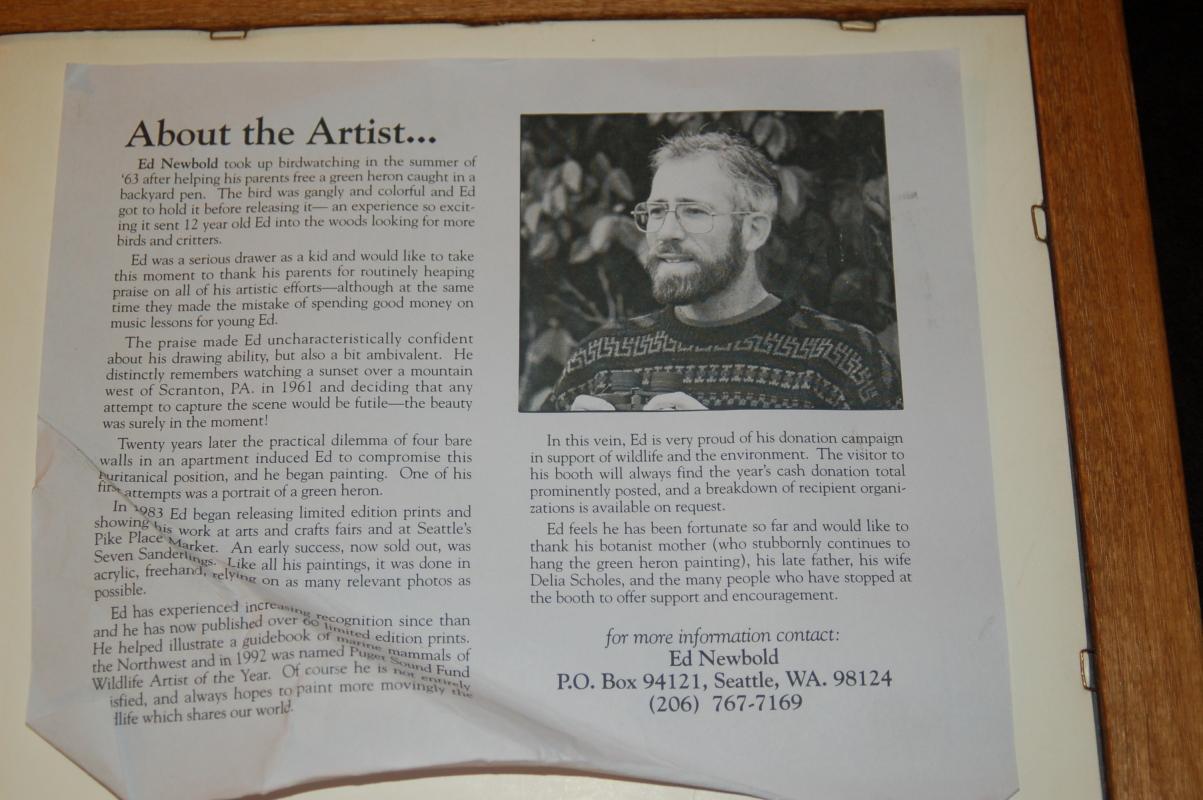 About the Artist...
Ed Newbold took up birdwatching in the summer of
'63 after helping his parents free a green heron caught in a
backyard pen. The bird was gangly and colorful and Ed
got to hold it before releasing it— an experience so excit-
ing it sent 12 year old Ed into the woods looking for more
birds and critters.
Ed was a serious drawer as a kid and would like to take
this moment to thank his parents for routinely heaping
praise on all of his artistic efforts—although at the same
time they made the mistake of spending good money on
music lessons for young Ed.
The praise made Ed uncharacteristically confident
about his drawing ability, but also a bit ambivalent. He
distinctly remembers watching a sunset over a mountain
west of Scranton, PA. in 1961 and deciding that any
attempt to capture the scene would be futile—the beauty
was surely in the moment!
Twenty years later the practical dilemma of four bare
walls in an apartment induced Ed to compromise this
puritanical position, and he began painting. One of his
first attempts was a portrait of a green heron.
In 1983 Ed began releasing limited edition prints and
showing his work at arts and crafts fairs and at Seattle's
Pike Place Market. An early success, now sold out, was
Seven Sanderlings. Like all his paintings, it was done in
acrylic, freehand, relying on as many relevant photos as
possible.
Ed has experienced increasing recognition since than
and he has now published over 60 limited edition prints.
He helped illustrate a guidebook of marine mammals of
the Northwest and in 1992 was named Puget Sound Fund
Wildlife Artist of the Year. Of course he is not entirely
isfied, and always hopes to paint more movingly the
dlife which shares our world.
In this vein, Ed is very proud of his donation campaign
in support of wildlife and the environment. The visitor to
his booth will always find the year's cash donation total
prominently posted, and a breakdown of recipient organi-
zations is available on request.
Ed feels he has been fortunate so far and would like to
thank his botanist mother (who stubbornly continues to
hang the green heron painting), his late father, his wife
Delia Scholes, and the many people who have stopped at
the booth to offer support and encouragement.
for more information contact:
Ed Newbold
P.O. Box 94121, Seattle, WA. 98124
(206) 767-7169